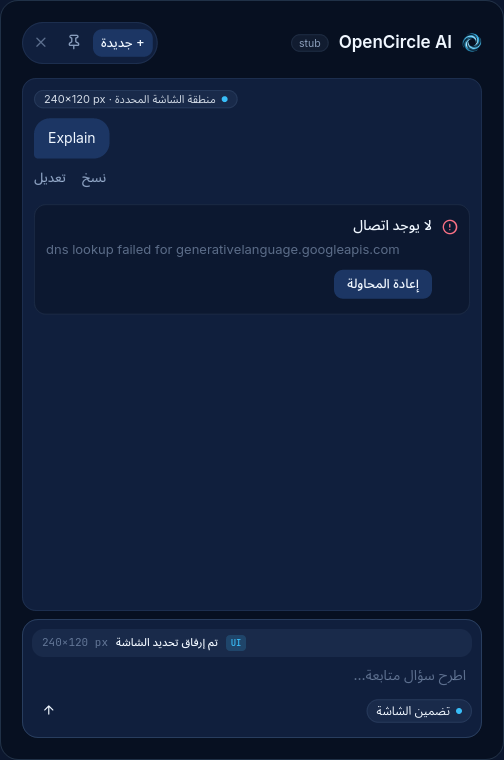 OpenCircle AI
stub
+ جديدة
منطقة الشاشة المحددة · 240×120 px
Explain
نسخ
تعديل
لا يوجد اتصال
dns lookup failed for generativelanguage.googleapis.com
إعادة المحاولة
UI تم إرفاق تحديد الشاشة 240×120 px
اطرح سؤال متابعة...
تضمين الشاشة